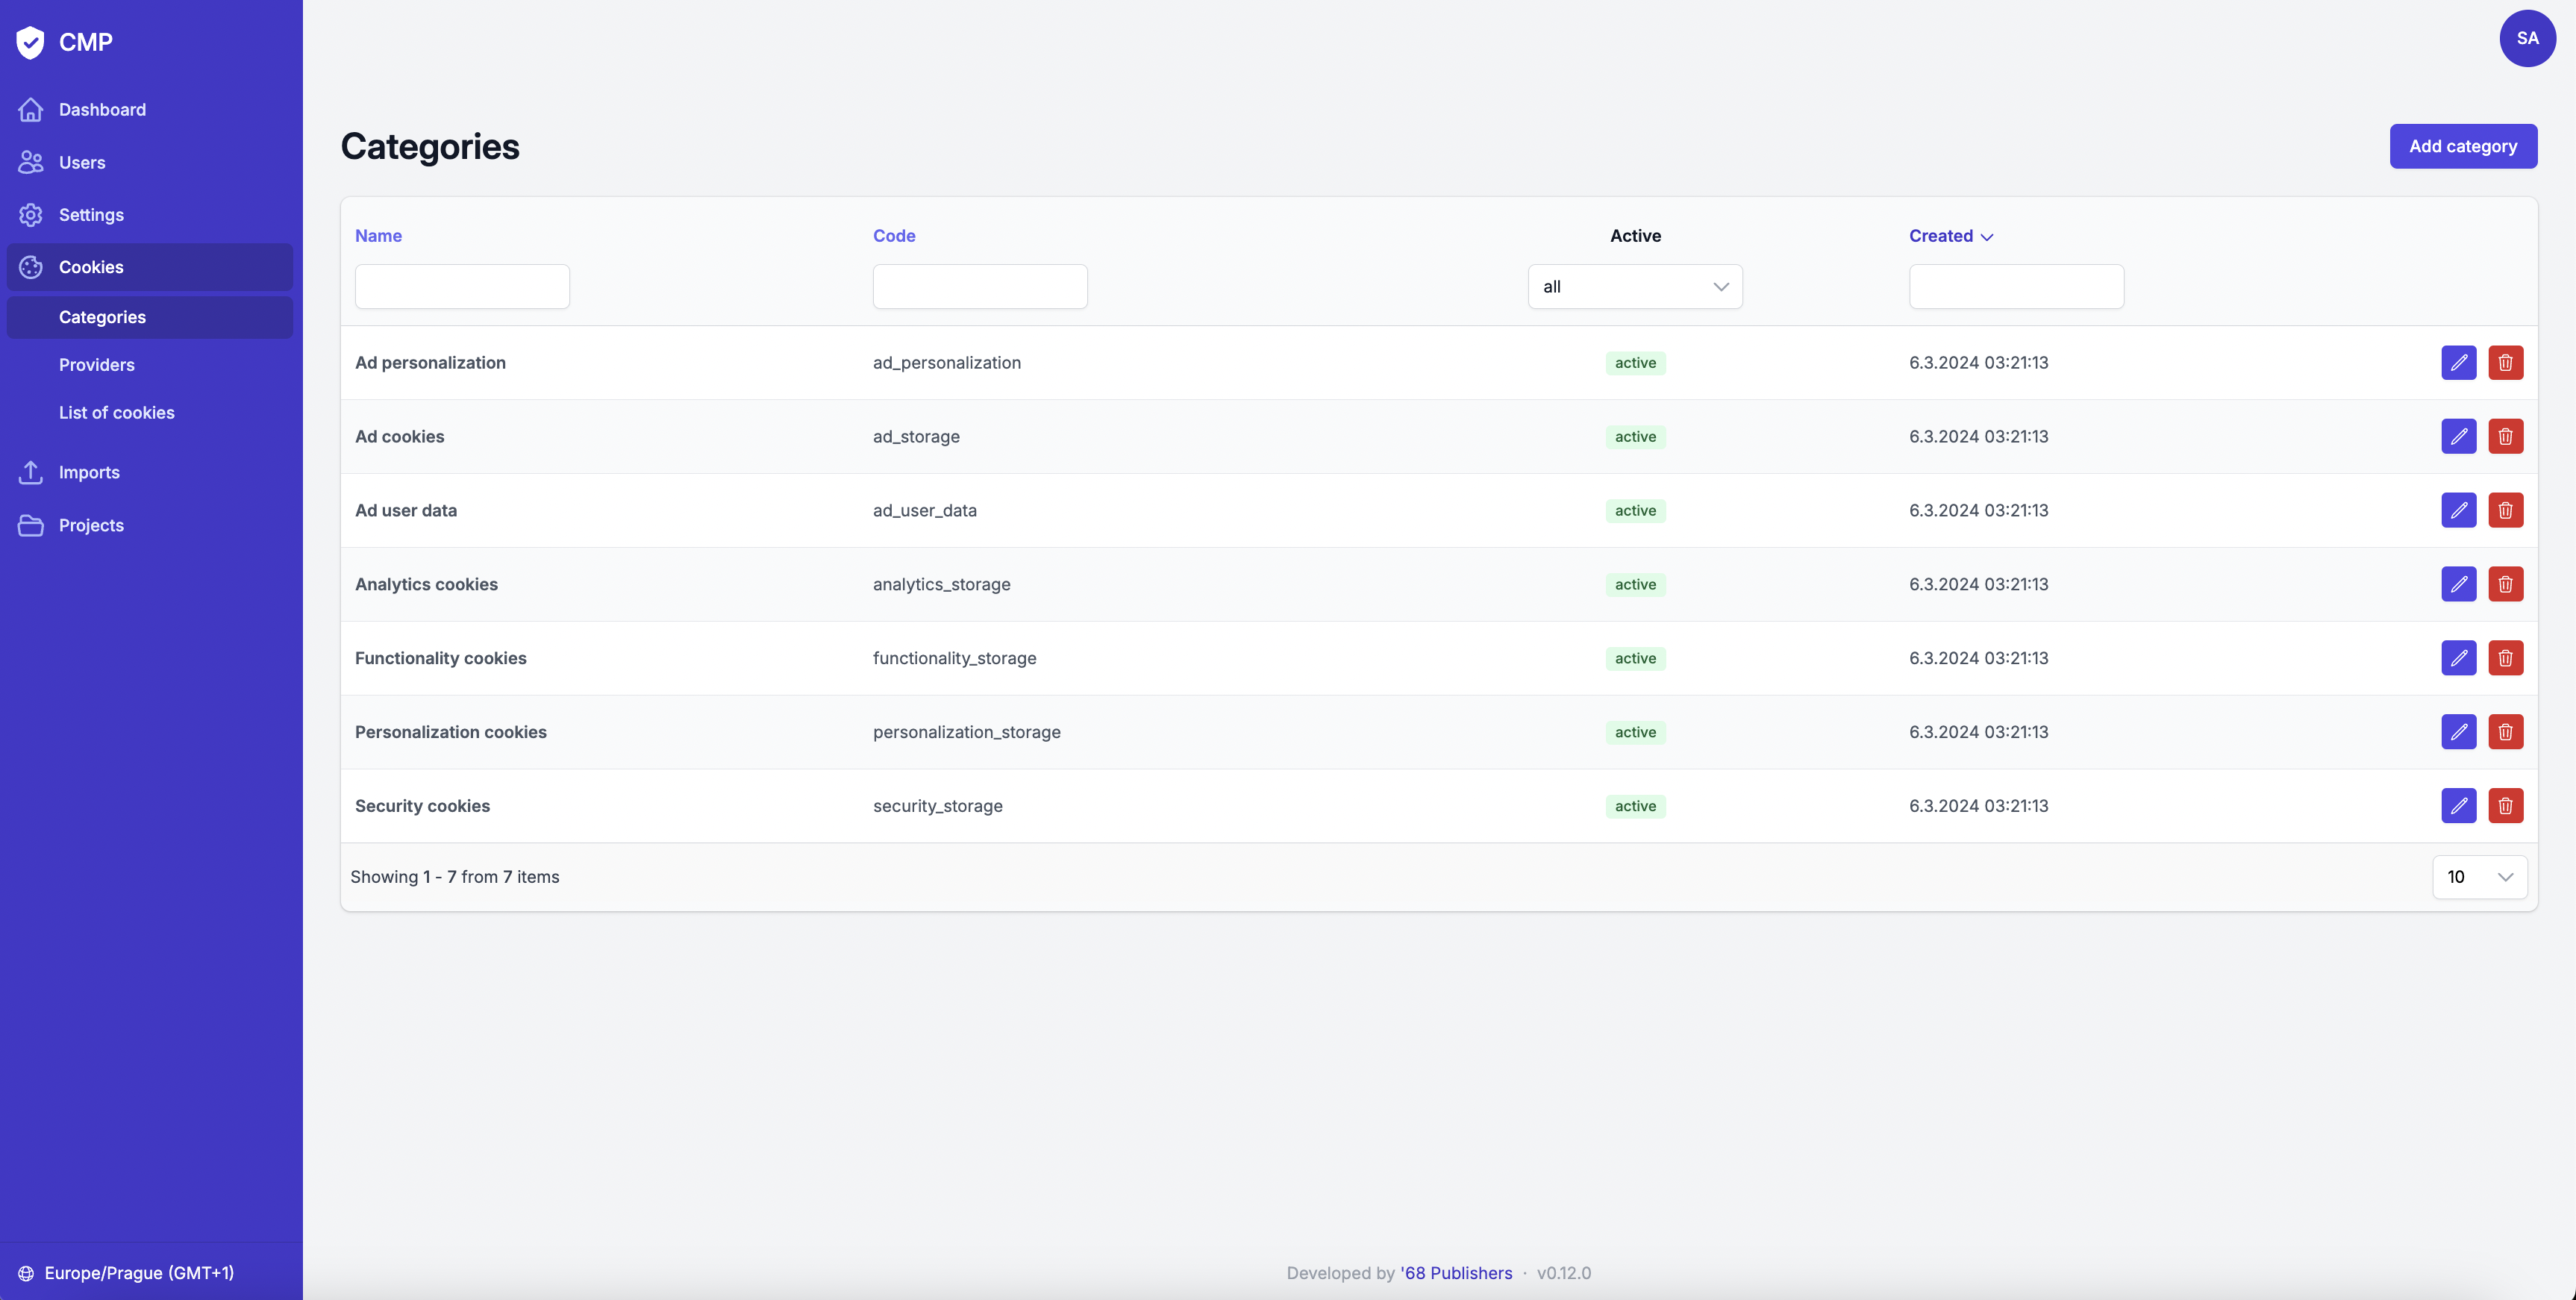 CMP
SA
Dashboard
Users
Settings
Cookies
Categories
Providers
List of cookies
Imports
Projects
Europe/Prague (GMT+1)
Categories
Add category
Name Code Active Created
all
Ad personalization ad_personalization active 6.3.2024 03:21:13
Ad cookies ad_storage active 6.3.2024 03:21:13
Ad user data ad_user_data active 6.3.2024 03:21:13
Analytics cookies analytics_storage active 6.3.2024 03:21:13
Functionality cookies functionality_storage active 6.3.2024 03:21:13
Personalization cookies personalization_storage active 6.3.2024 03:21:13
Security cookies security_storage active 6.3.2024 03:21:13
Showing 1 - 7 from 7 items 10
Developed by '68 Publishers · v0.12.0